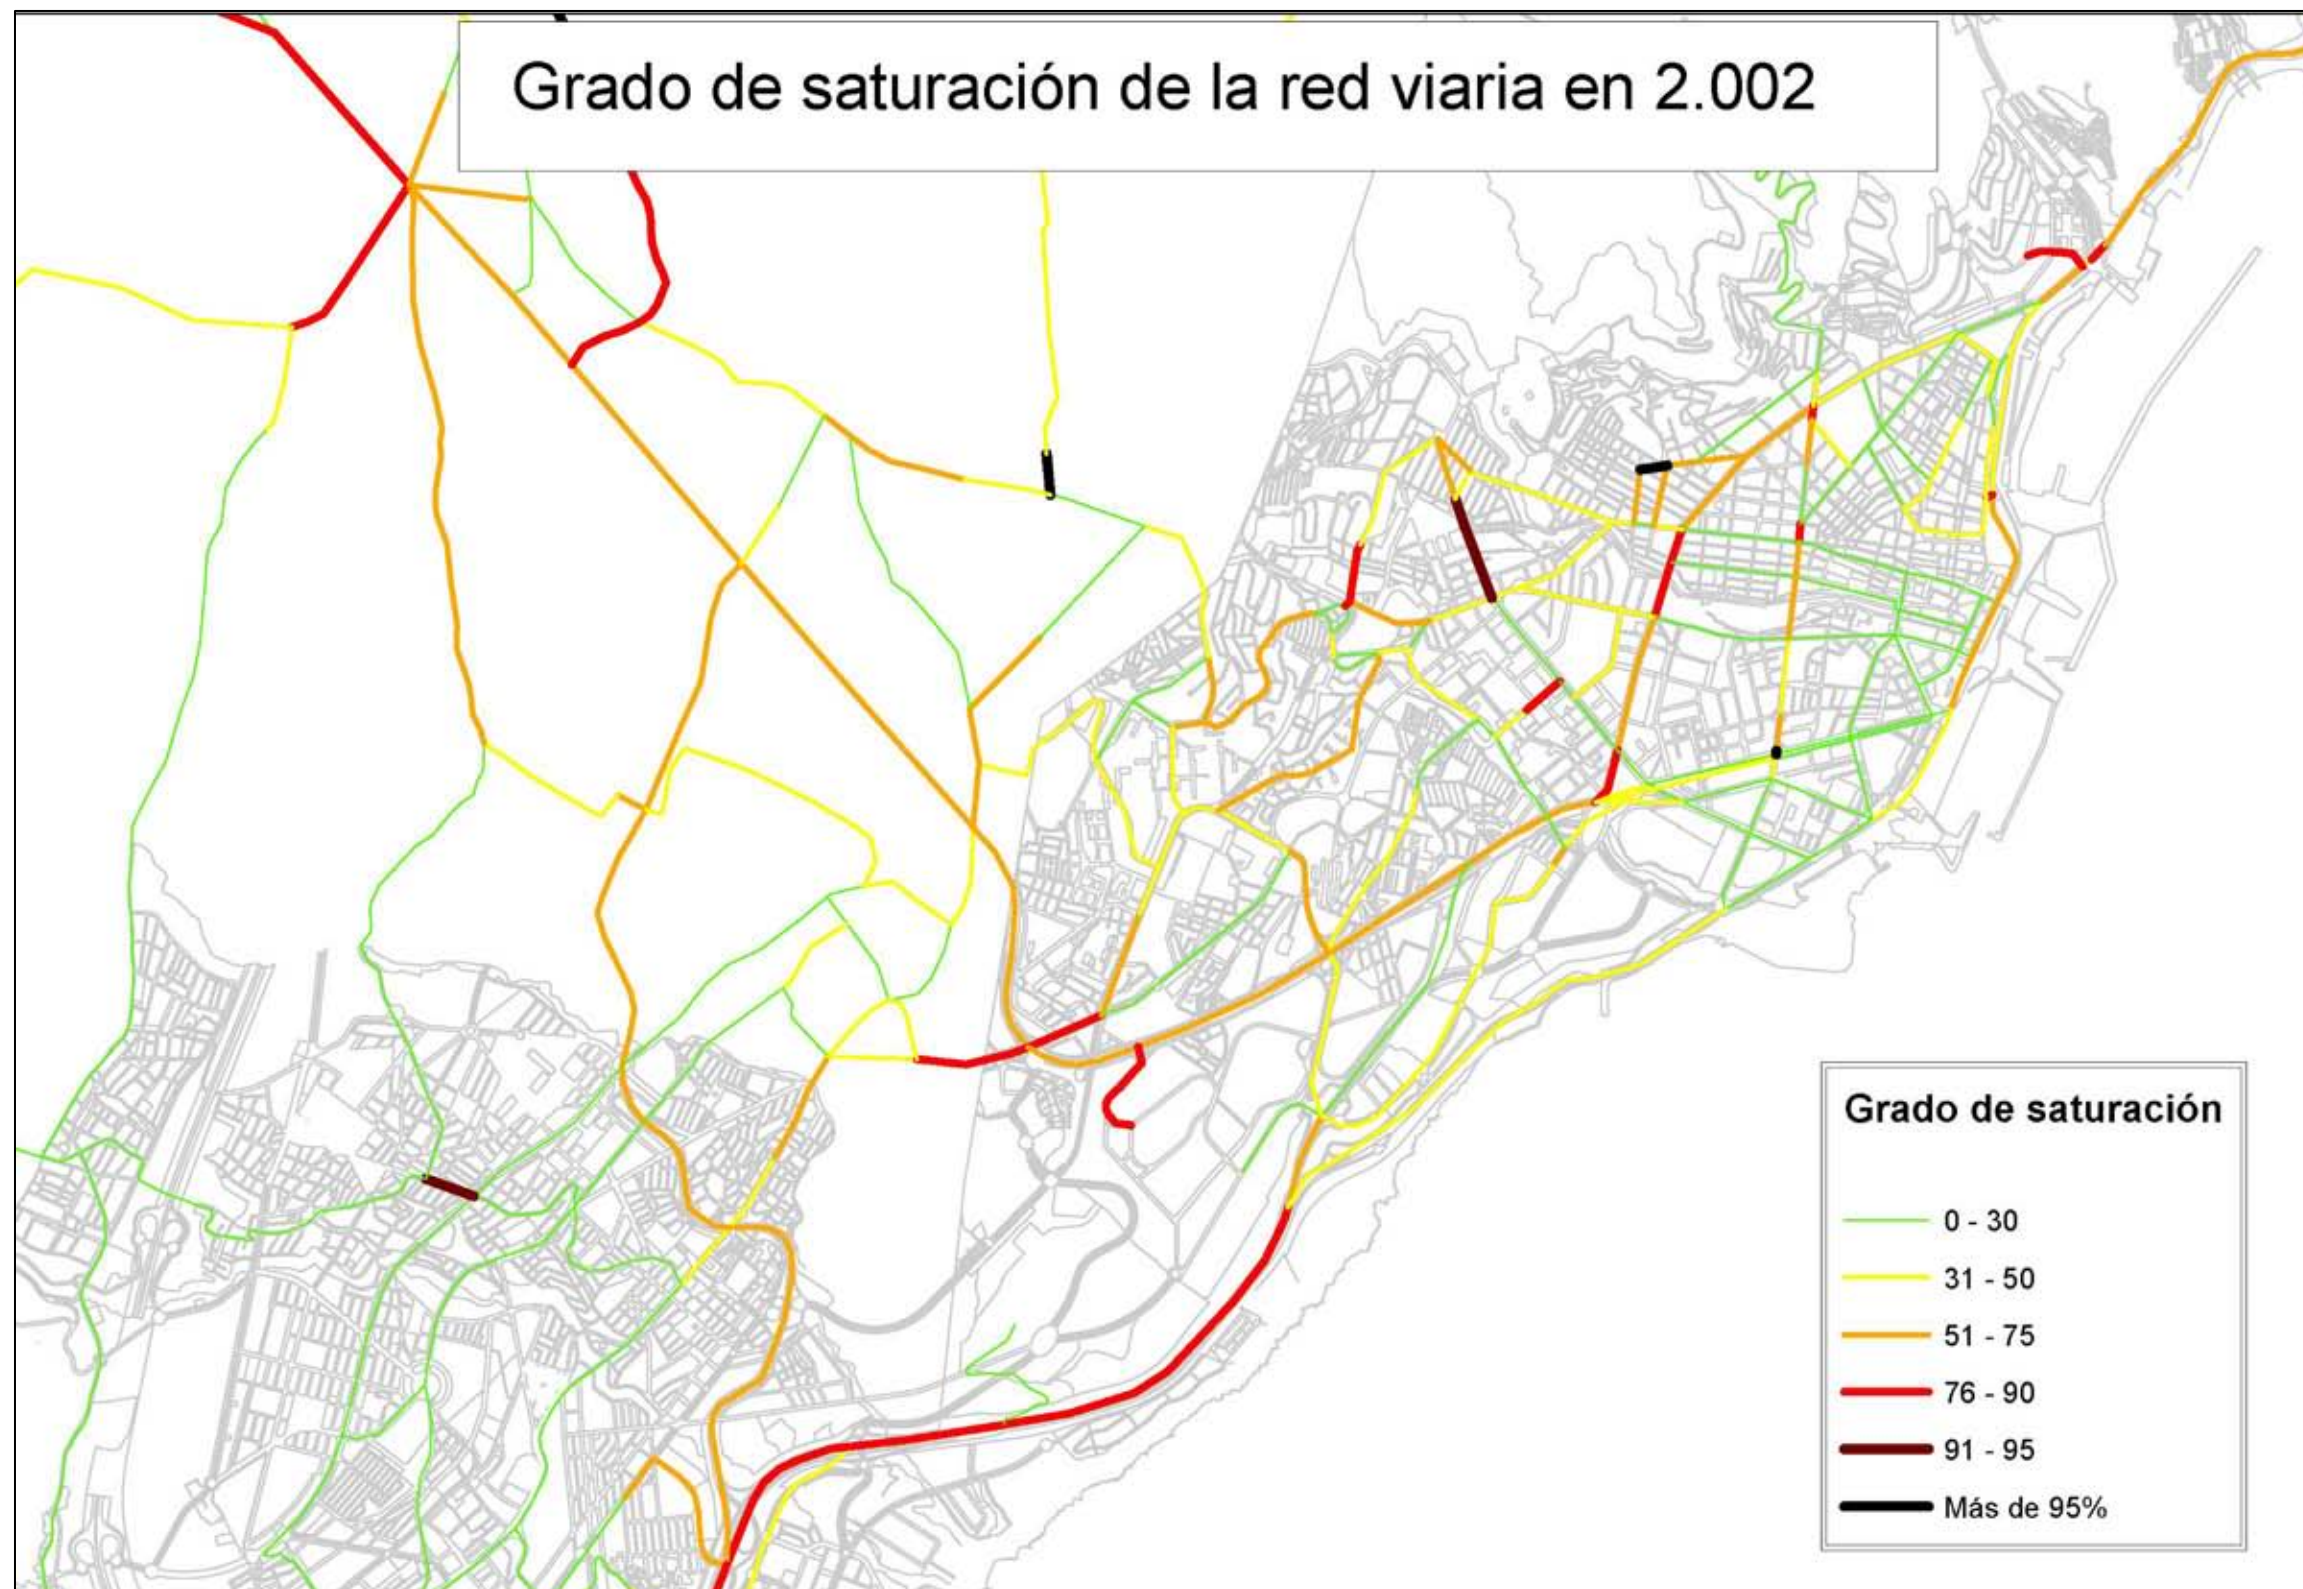 Grado de saturación de la red viaria en 2.002
Grado de saturación
0 - 30
31 - 50
51 - 75
76 - 90
91 - 95
Más de 95%